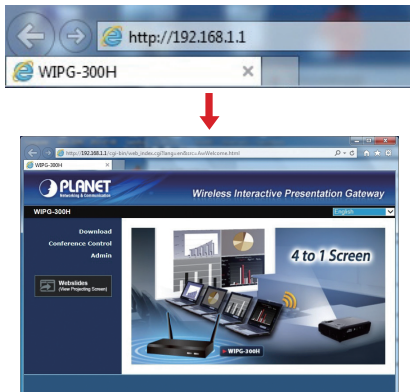 http://192.168.1.1
WIPG-300H
http://192.168.1.1/cgi-bin/web_index.cgi?lang=en&src=AwWelcome.html
WIPG-300H
PLANET
Networking & Communication
Wireless Interactive Presentation Gateway
WIPG-300H
English
Download
Conference Control
Admin
Webslides
(View Projecting Screen)
4 to 1 Screen
WIPG-300H